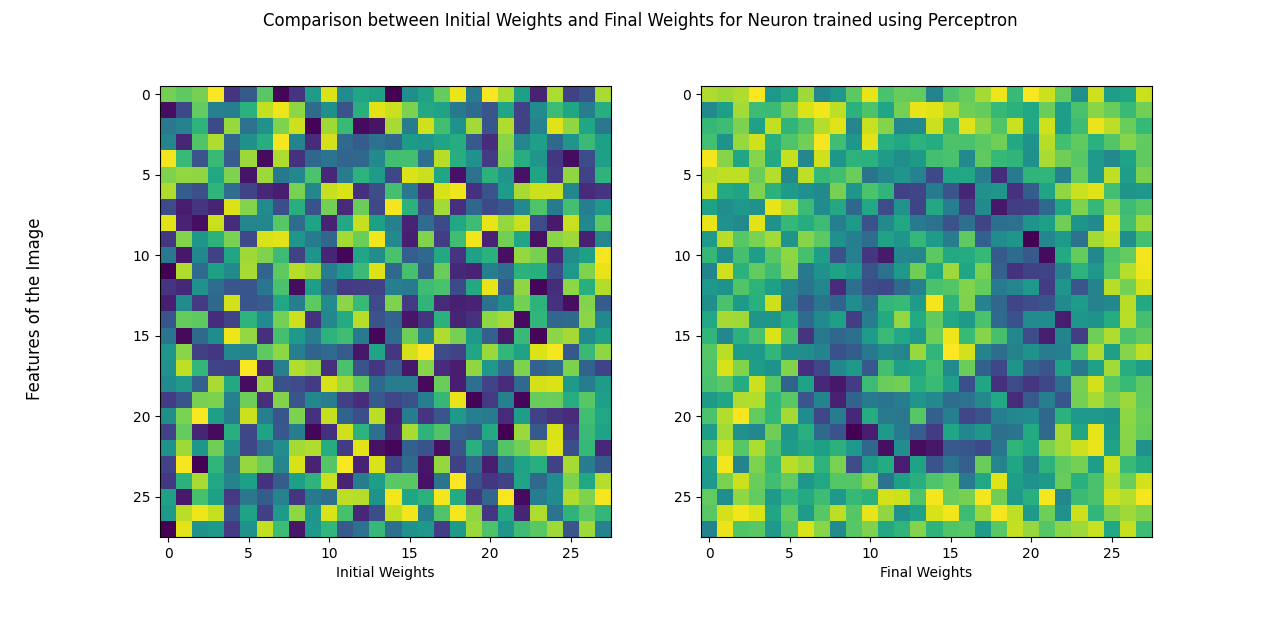 Comparison between Initial Weights and Final Weights for Neuron trained using Perceptron
Features of the Image
0
5
10
15
20
25
0 5 10 15 20 25
Initial Weights
0
5
10
15
20
25
0 5 10 15 20 25
Final Weights